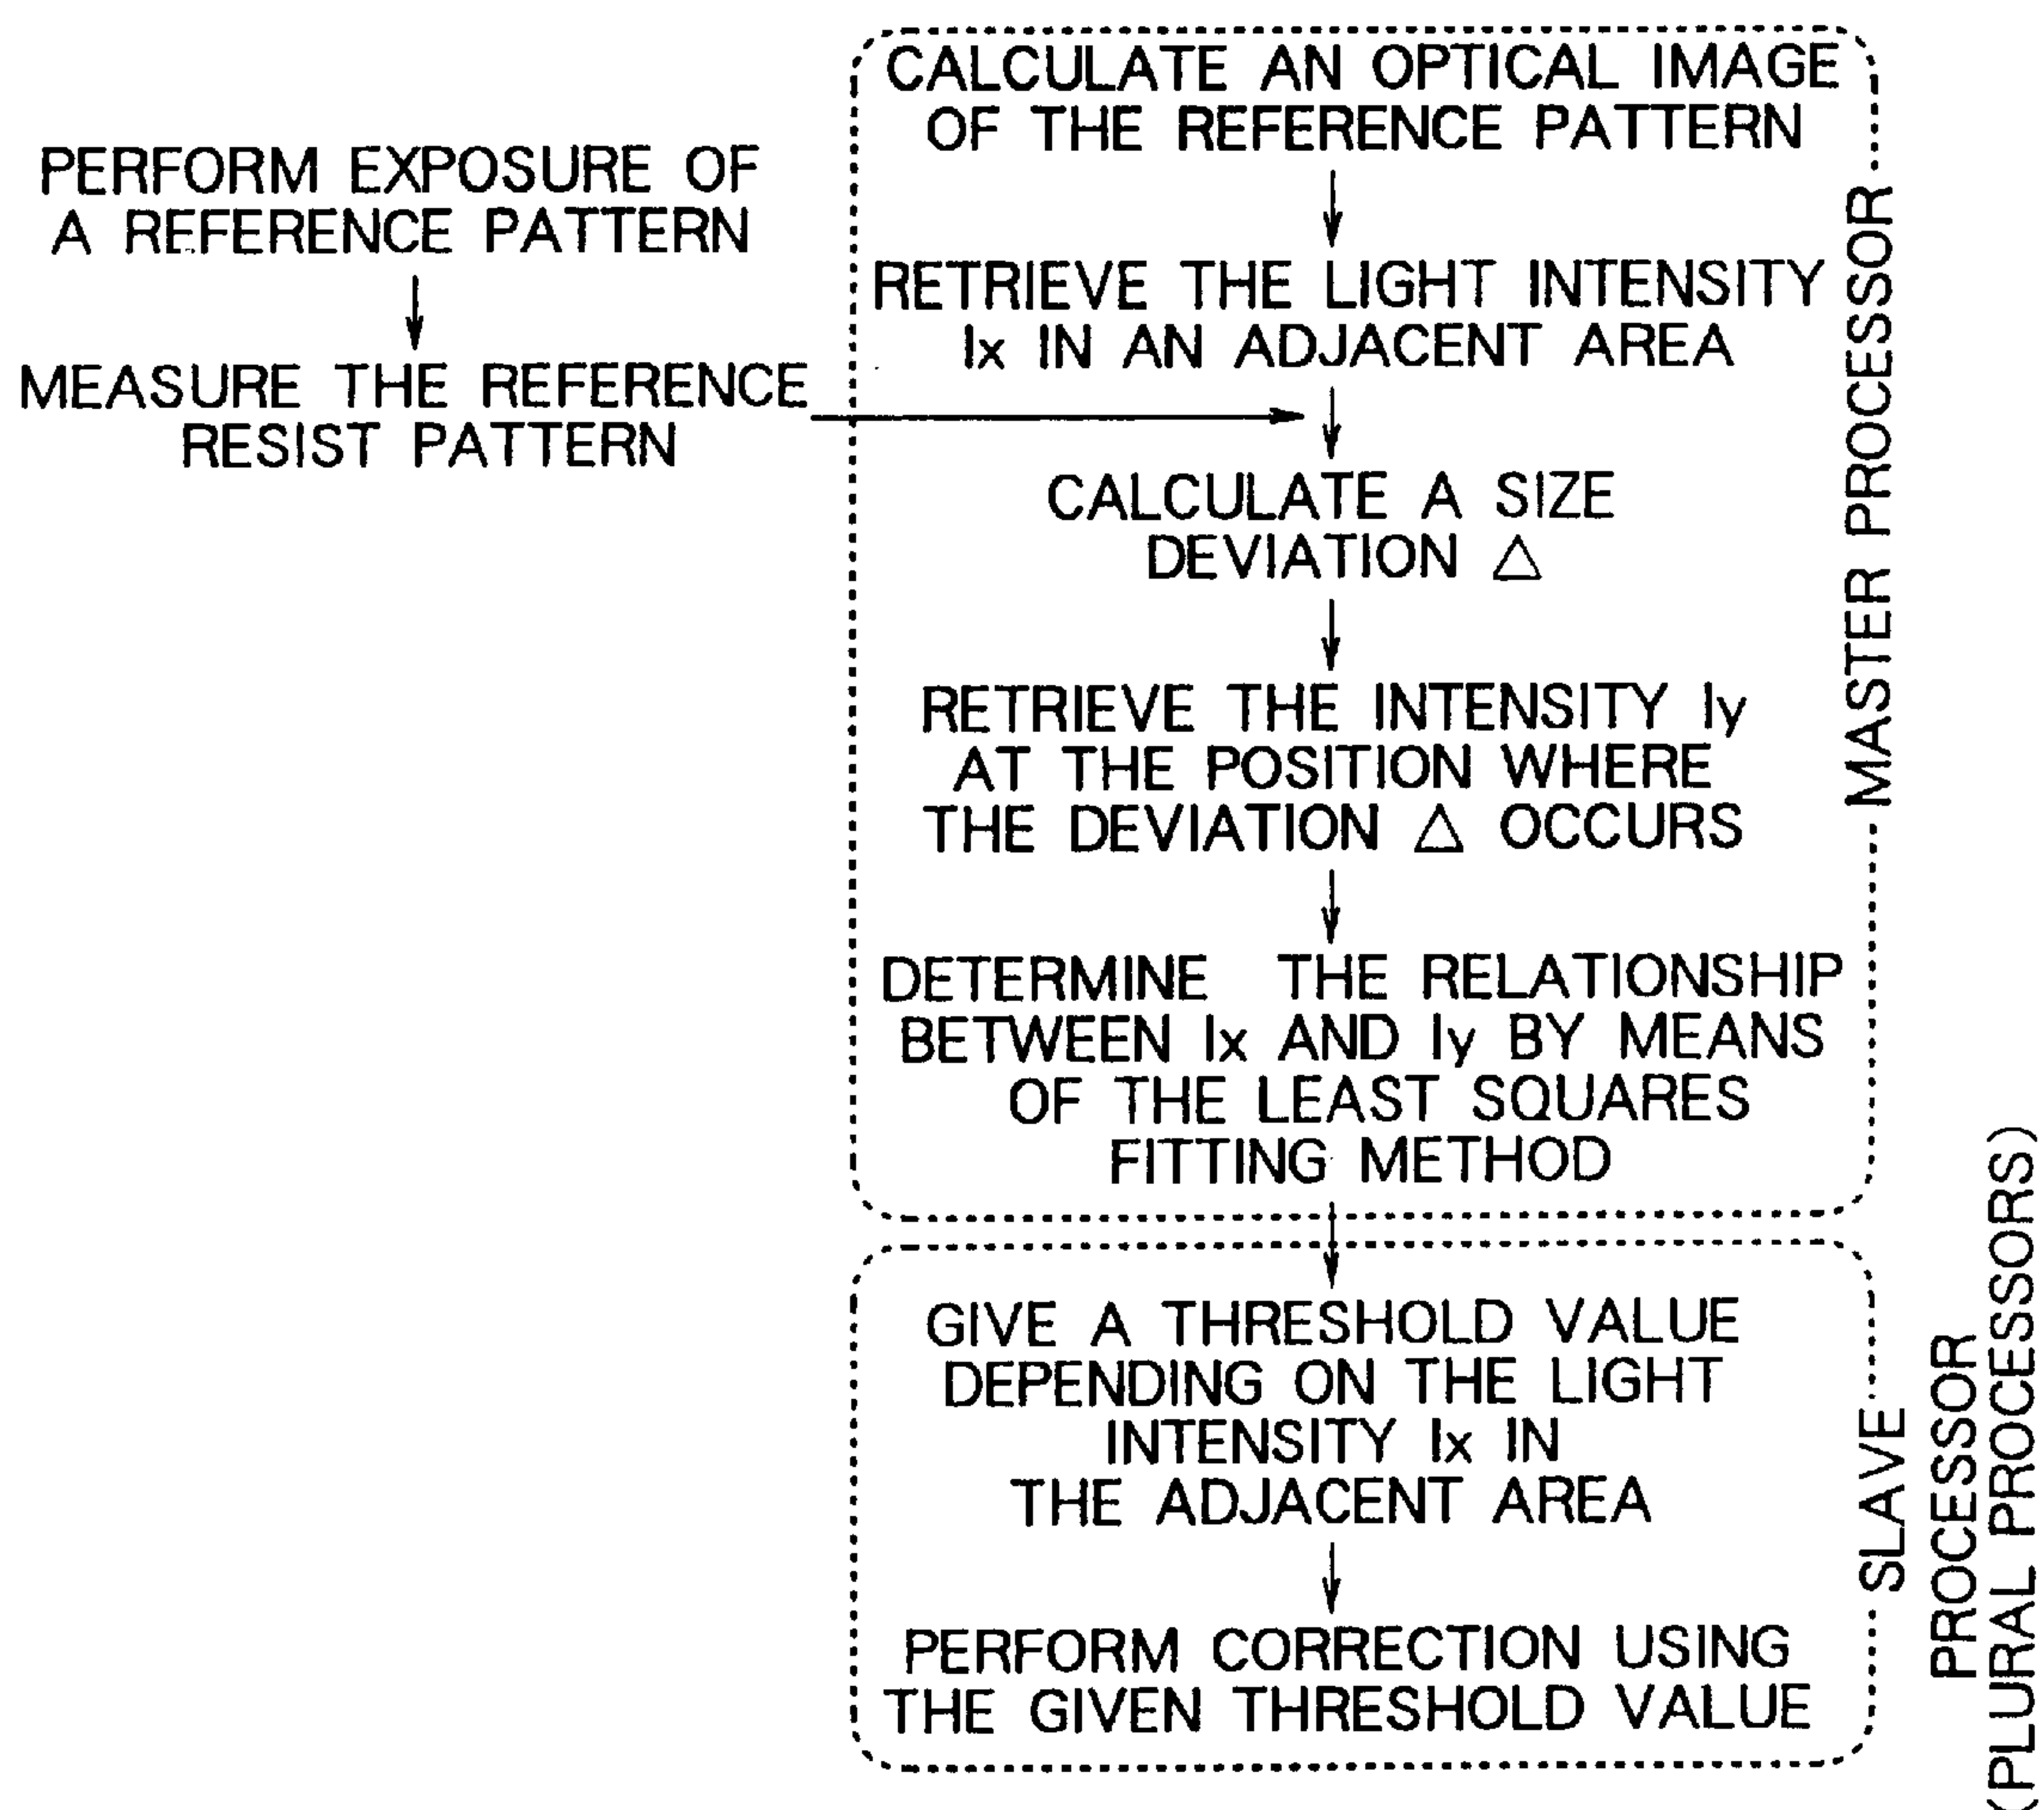 PERFORM EXPOSURE OF
A REFERENCE PATTERN
MEASURE THE REFERENCE
RESIST PATTERN
CALCULATE AN OPTICAL IMAGE
OF THE REFERENCE PATTERN
RETRIEVE THE LIGHT INTENSITY
Ix IN AN ADJACENT AREA
CALCULATE A SIZE
DEVIATION △
RETRIEVE THE INTENSITY Iy
AT THE POSITION WHERE
THE DEVIATION △ OCCURS
DETERMINE THE RELATIONSHIP
BETWEEN Ix AND Iy BY MEANS
OF THE LEAST SQUARES
FITTING METHOD
MASTER PROCESSOR
GIVE A THRESHOLD VALUE
DEPENDING ON THE LIGHT
INTENSITY Ix IN
THE ADJACENT AREA
PERFORM CORRECTION USING
THE GIVEN THRESHOLD VALUE
SLAVE
PROCESSOR
(PLURAL PROCESSORS)